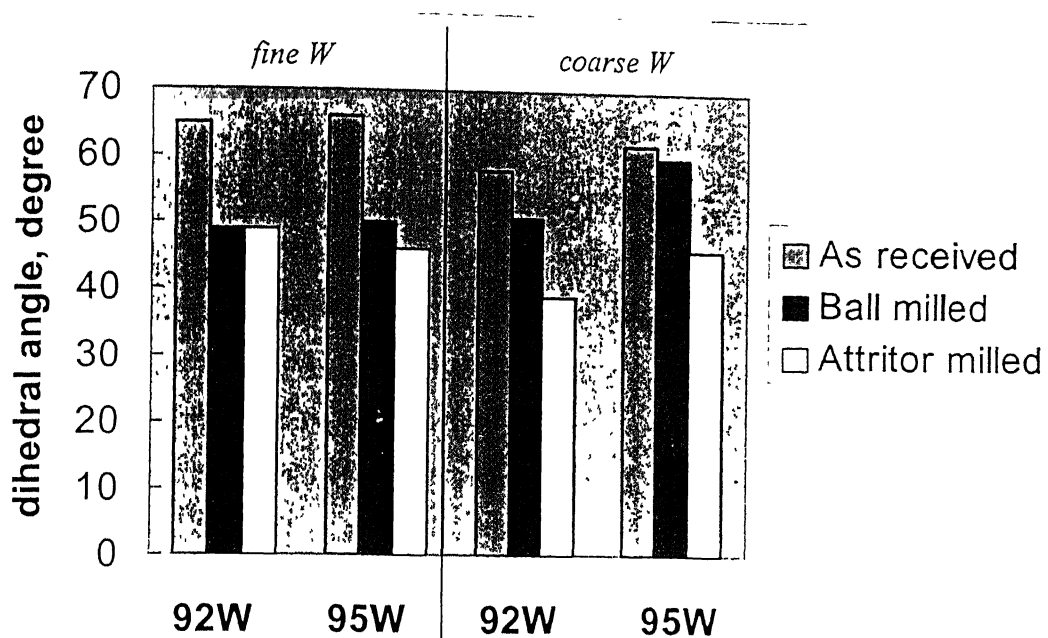 fine W
coarse W
70
60
50
40
30
20
10
0
dihedral angle, degree
As received
Ball milled
Attritor milled
92W 95W 92W 95W